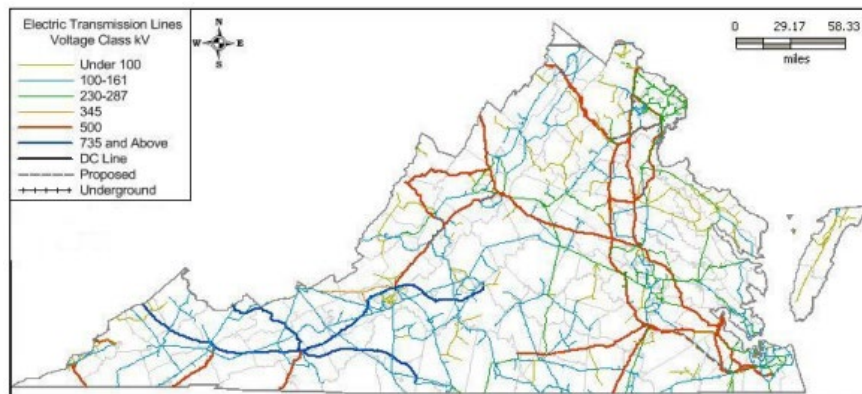 Electric Transmission Lines
Voltage Class kV
Under 100
100-161
230-287
345
500
735 and Above
DC Line
Proposed
Underground
N
W E
S
0 29.17 58.33
miles